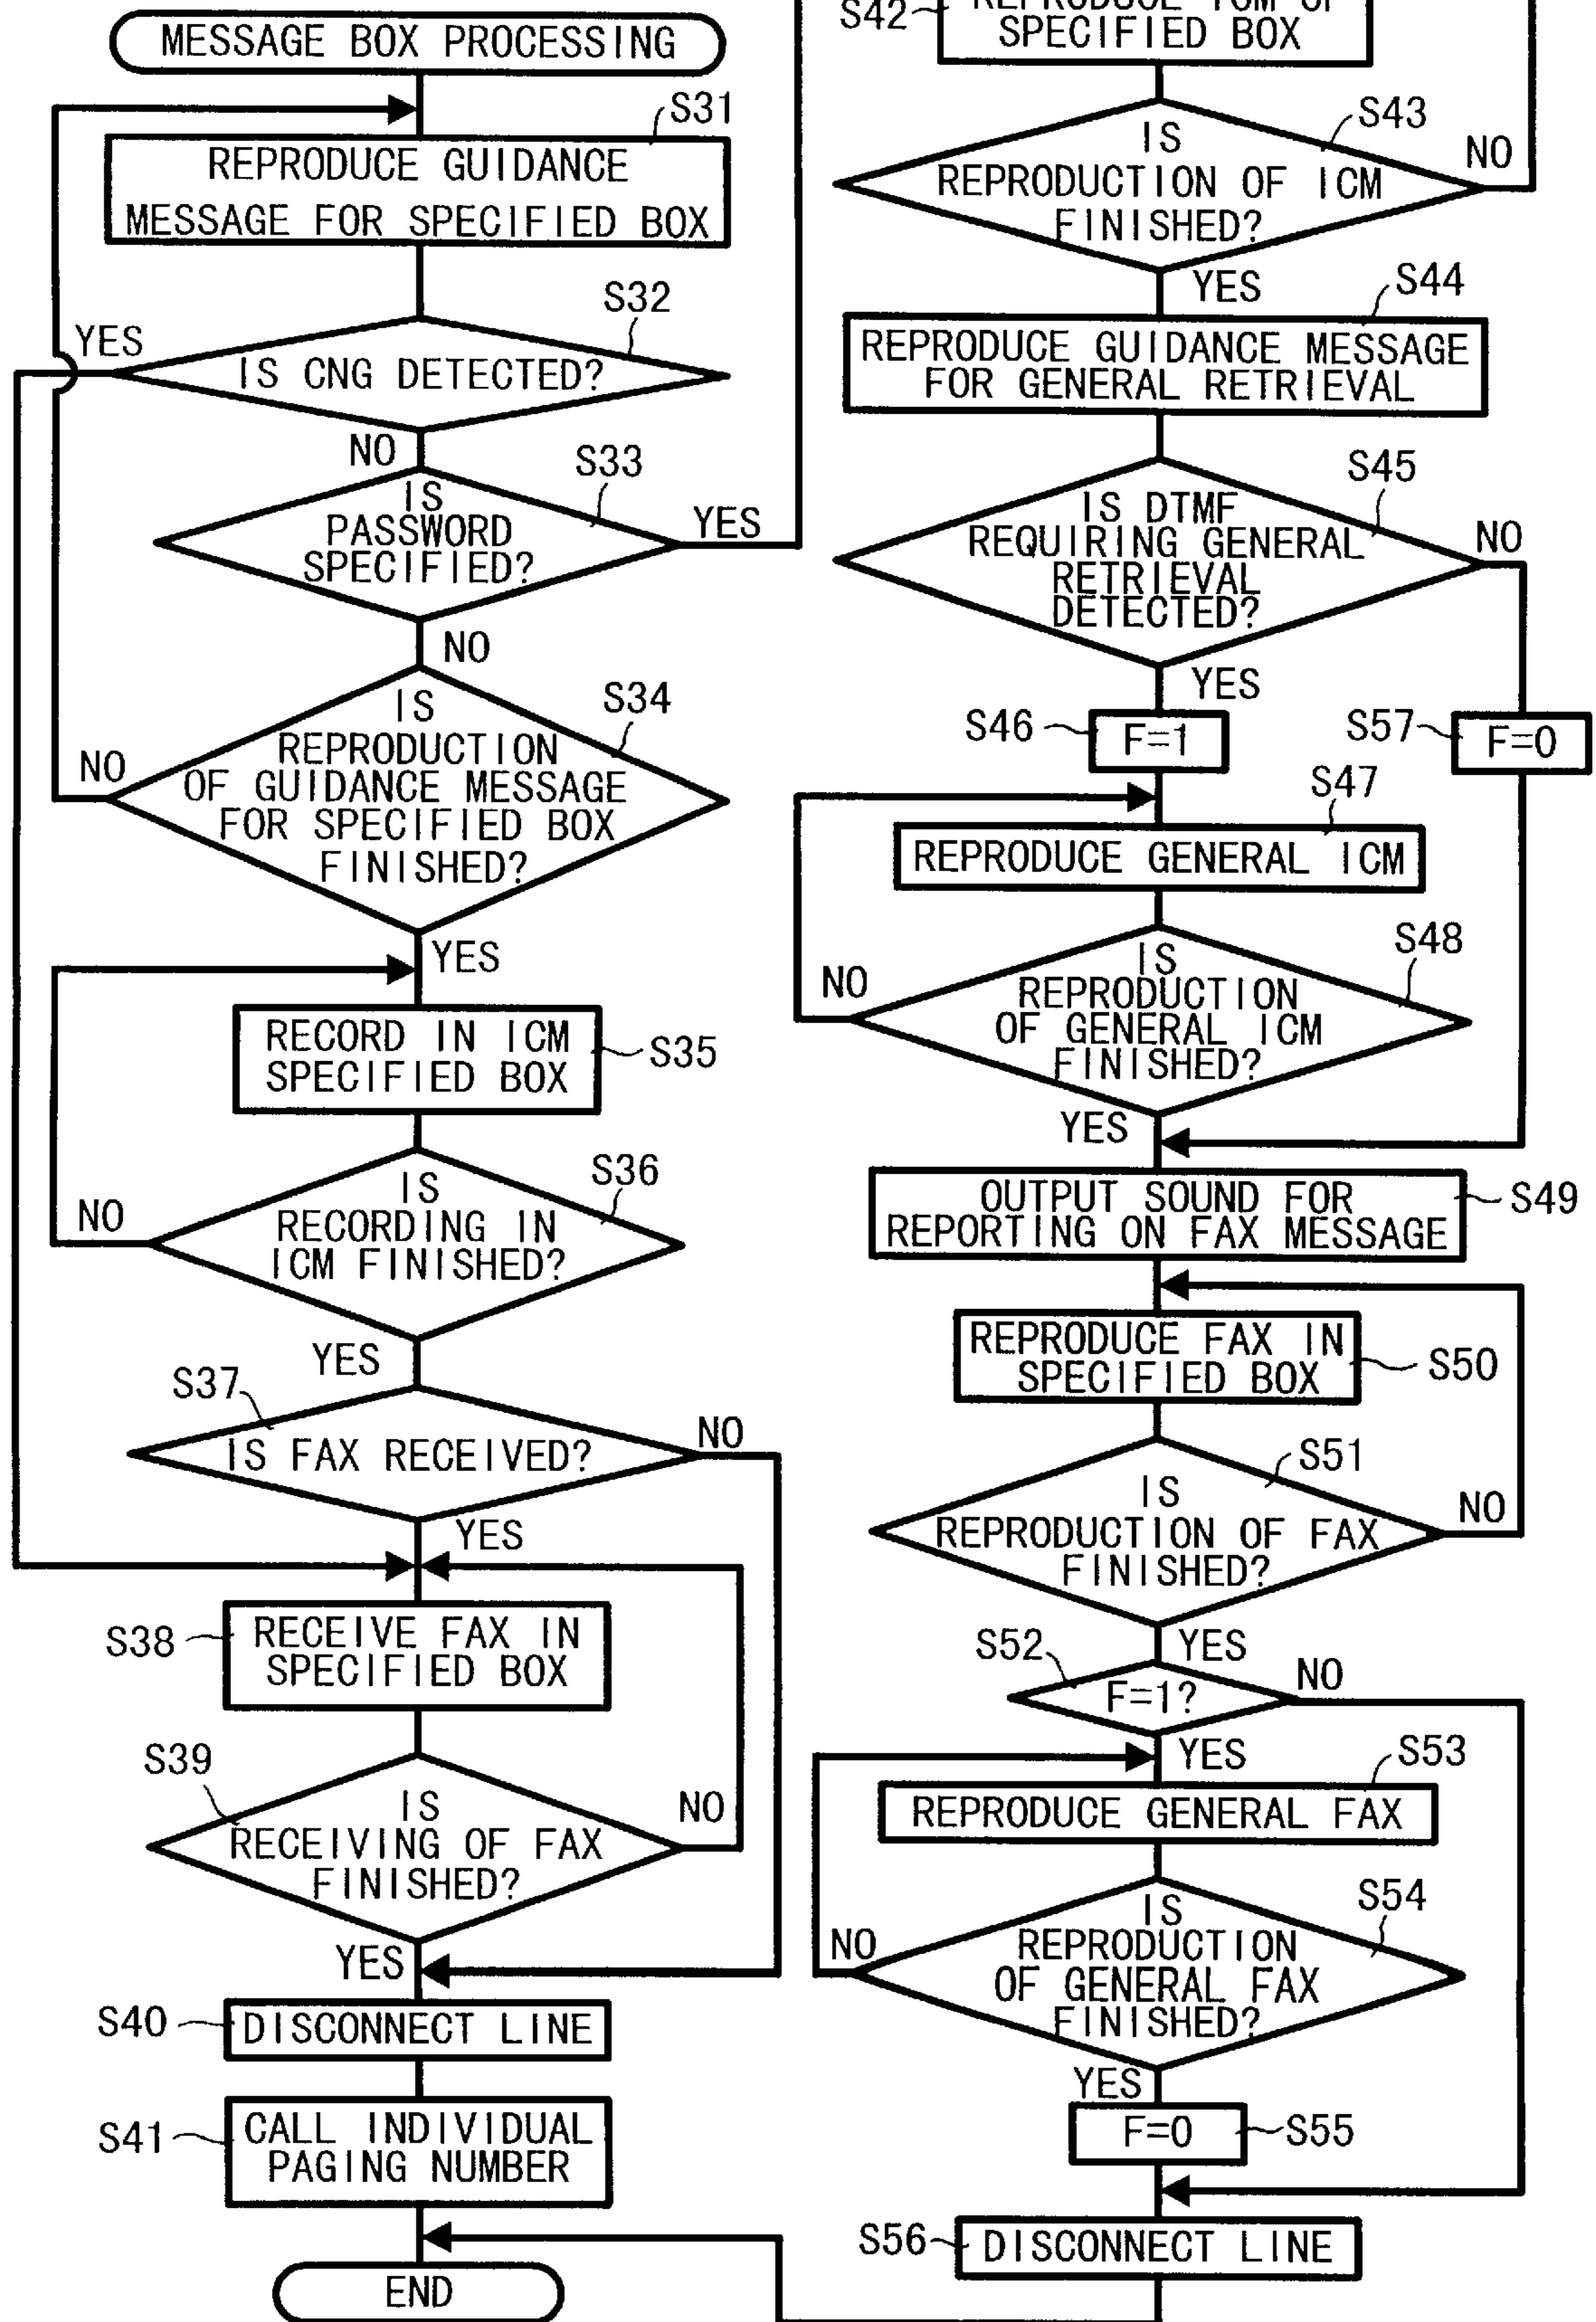 MESSAGE BOX PROCESSING
S31
REPRODUCE GUIDANCE
MESSAGE FOR SPECIFIED BOX
S32
YES
IS CNG DETECTED?
NO
S33
IS
PASSWORD
SPECIFIED?
YES
NO
S34
IS
REPRODUCTION
OF GUIDANCE MESSAGE
FOR SPECIFIED BOX
FINISHED?
NO
YES
RECORD IN ICM
SPECIFIED BOX
S35
S36
IS
RECORDING IN
ICM FINISHED?
NO
YES
S37
IS FAX RECEIVED?
NO
YES
S38
RECEIVE FAX IN
SPECIFIED BOX
S39
IS
RECEIVING OF FAX
FINISHED?
NO
YES
S40
DISCONNECT LINE
S41
CALL INDIVIDUAL
PAGING NUMBER
END
S42
SPECIFIED BOX
S43
IS
REPRODUCTION OF ICM
FINISHED?
NO
YES
S44
REPRODUCE GUIDANCE MESSAGE
FOR GENERAL RETRIEVAL
S45
IS DTMF
REQUIRING GENERAL
RETRIEVAL
DETECTED?
NO
YES
S46
F=1
S57
F=0
S47
REPRODUCE GENERAL ICM
S48
IS
REPRODUCTION
OF GENERAL ICM
FINISHED?
NO
YES
OUTPUT SOUND FOR
REPORTING ON FAX MESSAGE
S49
REPRODUCE FAX IN
SPECIFIED BOX
S50
S51
IS
REPRODUCTION OF FAX
FINISHED?
NO
YES
S52
F=1?
NO
YES
S53
REPRODUCE GENERAL FAX
S54
IS
REPRODUCTION
OF GENERAL FAX
FINISHED?
NO
YES
F=0
S55
S56
DISCONNECT LINE